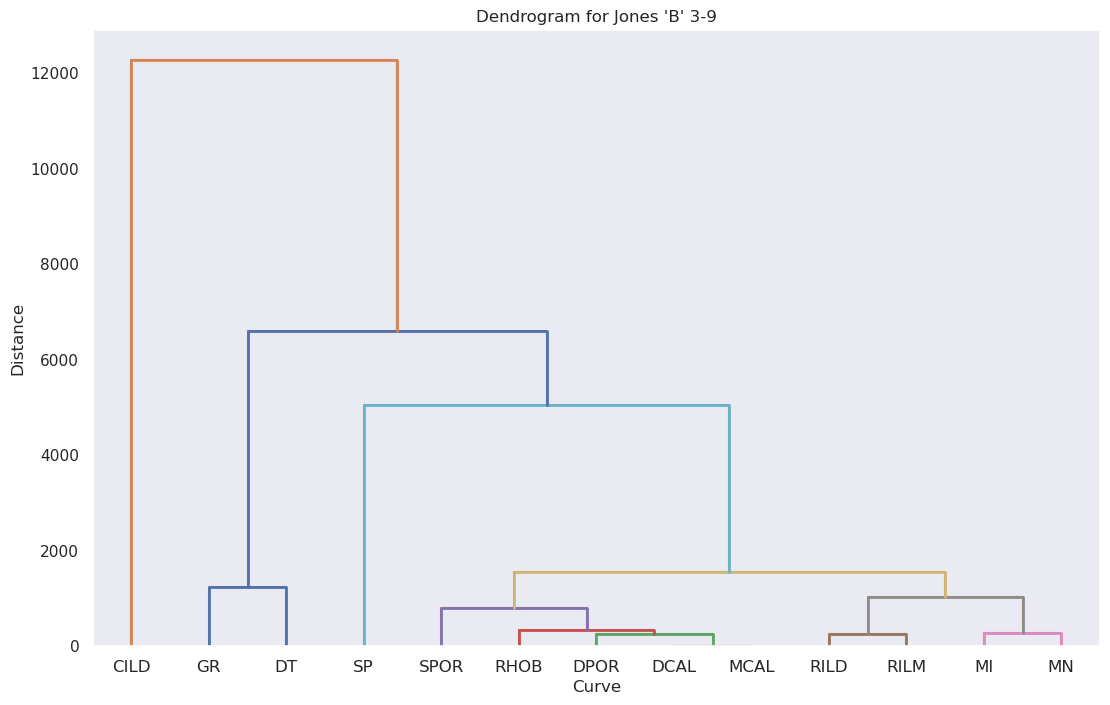 Dendrogram for Jones 'B' 3-9
12000
10000
8000
6000
4000
2000
0
Distance
CILD GR DT SP SPOR RHOB DPOR DCAL MCAL RILD RILM MI MN
Curve